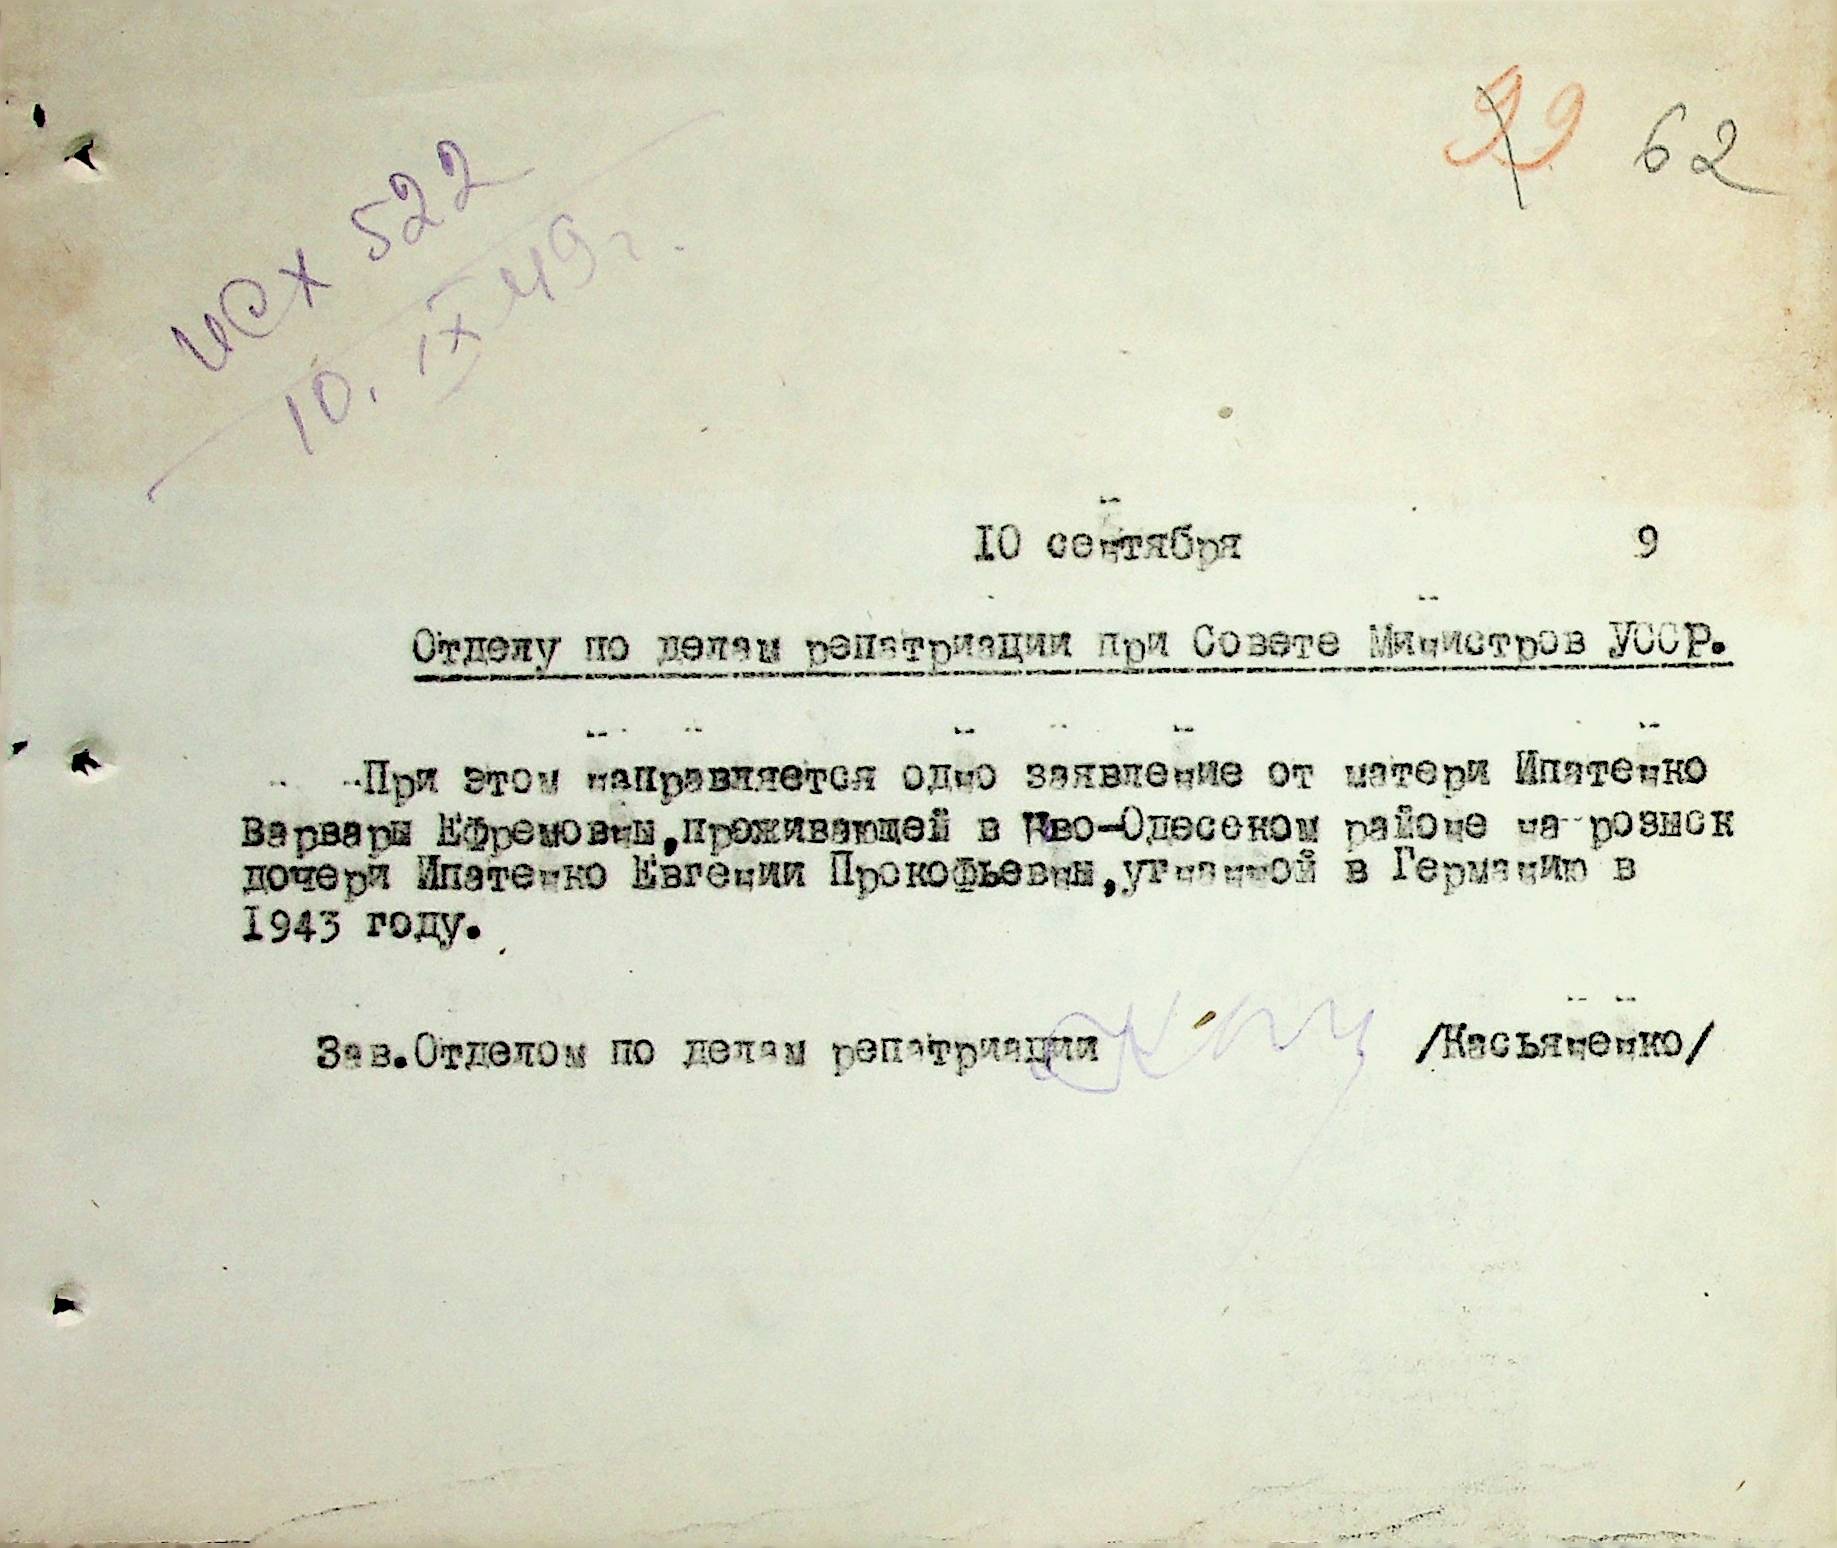 99 62
исх 522
10. IX 49 г.
10 сентября 9
Отделу по делам репатриации при Совете Министров УССР.
При этом направляется одно заявление от матери Ипатенко
Варвары Ефремовны,проживающей в Ново-Одесском районе на розыск
дочери Ипатенко Евгении Прокофьевны,угнанной в Германию в
1943 году.
Зав.Отделом по делам репатриации /Касьяненко/